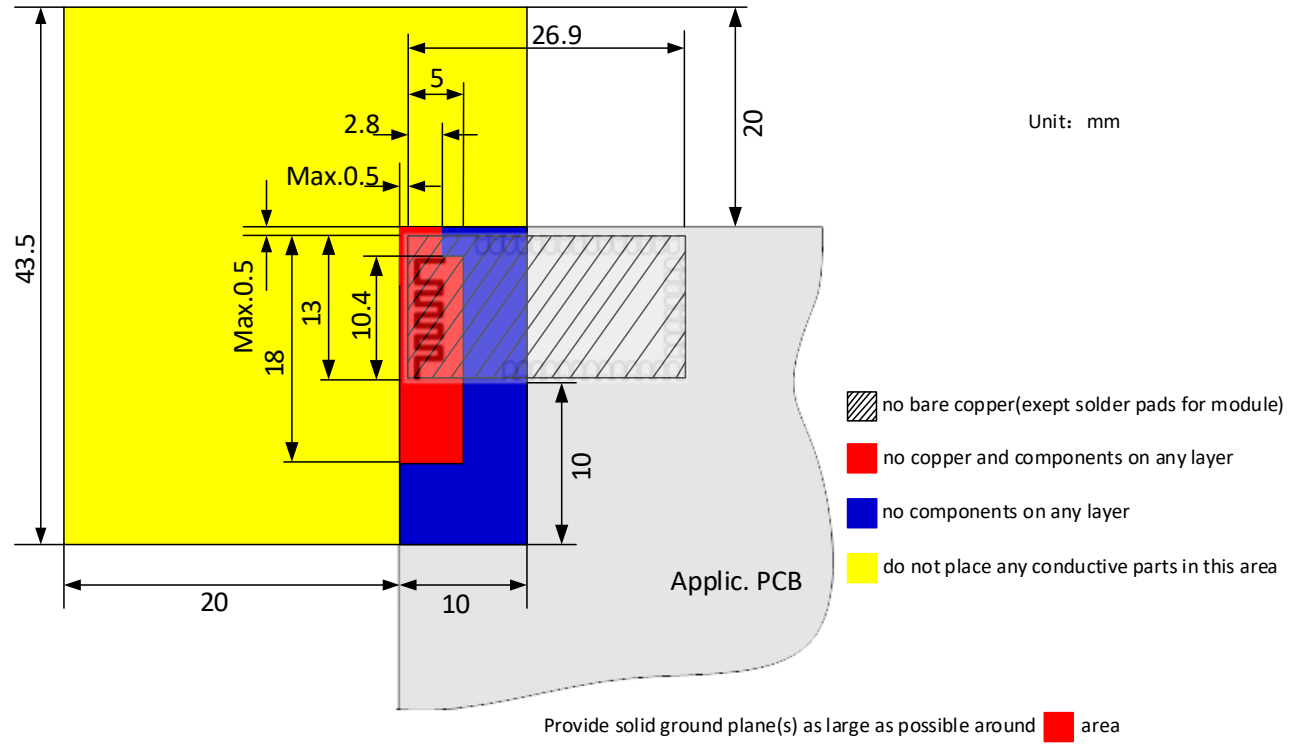 26.9
5
2.8
20
Unit: mm
Max.0.5
43.5
Max.0.5
18
13
10.4
10
no bare copper(exept solder pads for module)
no copper and components on any layer
no components on any layer
do not place any conductive parts in this area
Applic. PCB
20
10
Provide solid ground plane(s) as large as possible around area